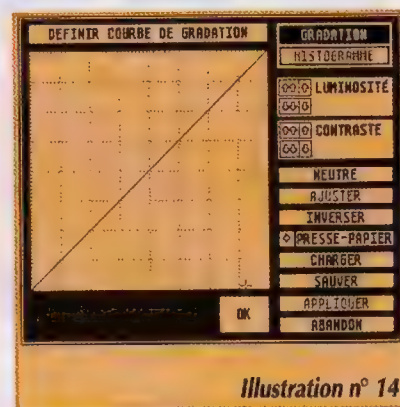 DEFINIR COURBE DE GRADATION
GRADATION
HISTOGRAMME
LUMINOSITÉ
CONTRASTE
NEUTRE
AJUSTER
INVERSER
PRESSE-PAPIER
CHARGER
SAUVER
APPLIQUER
ABANDON
OK
Illustration n° 14